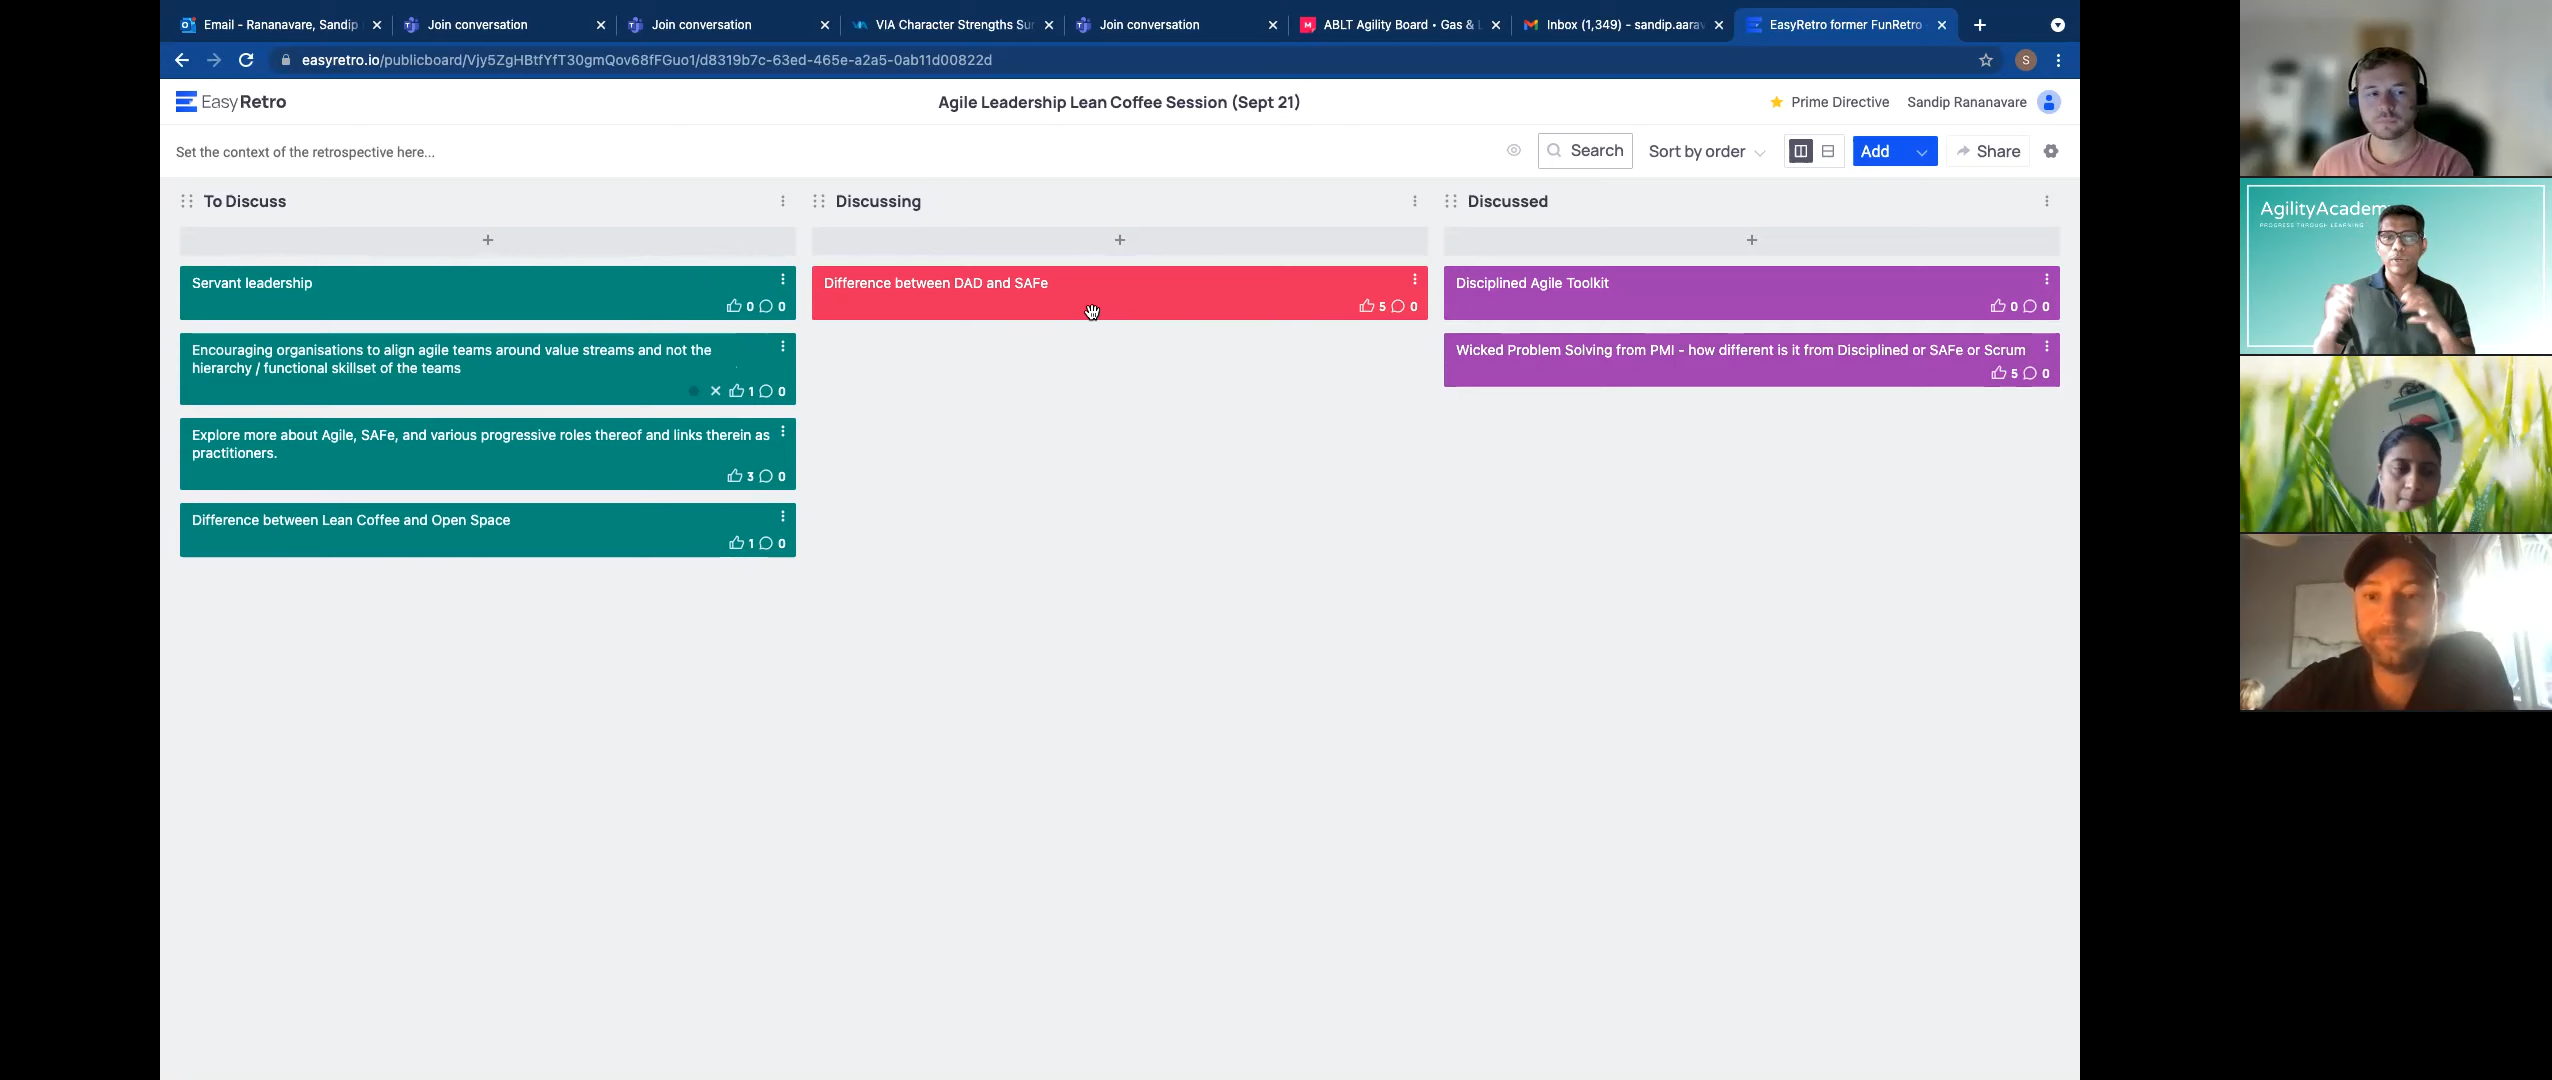 Email - Rananavare, Sandip
Join conversation
Join conversation
VIA Character Strengths Sur
Join conversation
ABLT Agility Board • Gas & L
Inbox (1,349) - sandip.aarav
EasyRetro former FunRetro
easyretro.io/publicboard/Vjy5ZgHBtfYfT30gmQov68fFGuo1/d8319b7c-63ed-465e-a2a5-0ab11d00822d
S
EasyRetro
Agile Leadership Lean Coffee Session (Sept 21)
Prime Directive
Sandip Rananavare
Set the context of the retrospective here...
Search
Sort by order
Add
Share
To Discuss
+
Servant leadership
0 0
Encouraging organisations to align agile teams around value streams and not the
hierarchy / functional skillset of the teams
1 0
Explore more about Agile, SAFe, and various progressive roles thereof and links therein as
practitioners.
3 0
Difference between Lean Coffee and Open Space
1 0
Discussing
+
Difference between DAD and SAFe
5 0
Discussed
+
Disciplined Agile Toolkit
0 0
Wicked Problem Solving from PMI - how different is it from Disciplined or SAFe or Scrum
5 0
AgilityAcadem
PROGRESS THROUGH LEARNING